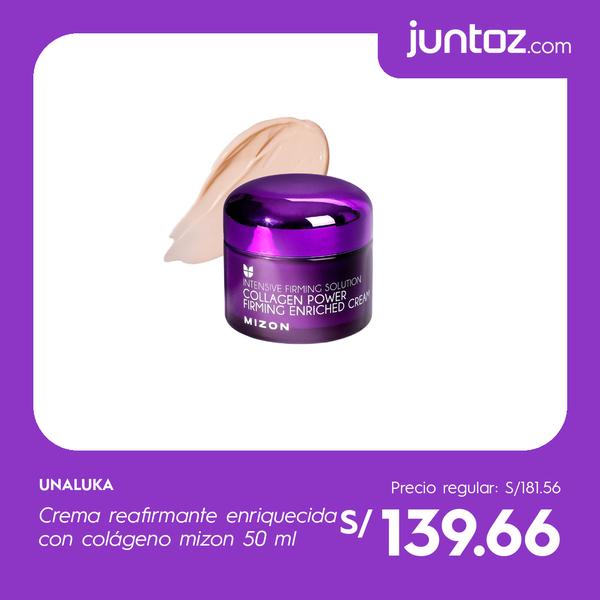 juntoz.com
INTENSIVE FIRMING SOLUTION
COLLAGEN POWER
FIRMING ENRICHED CREAM
MIZON
UNALUKA
Crema reafirmante enriquecida
con colágeno mizon 50 ml
Precio regular: S/181.56
S/139.66